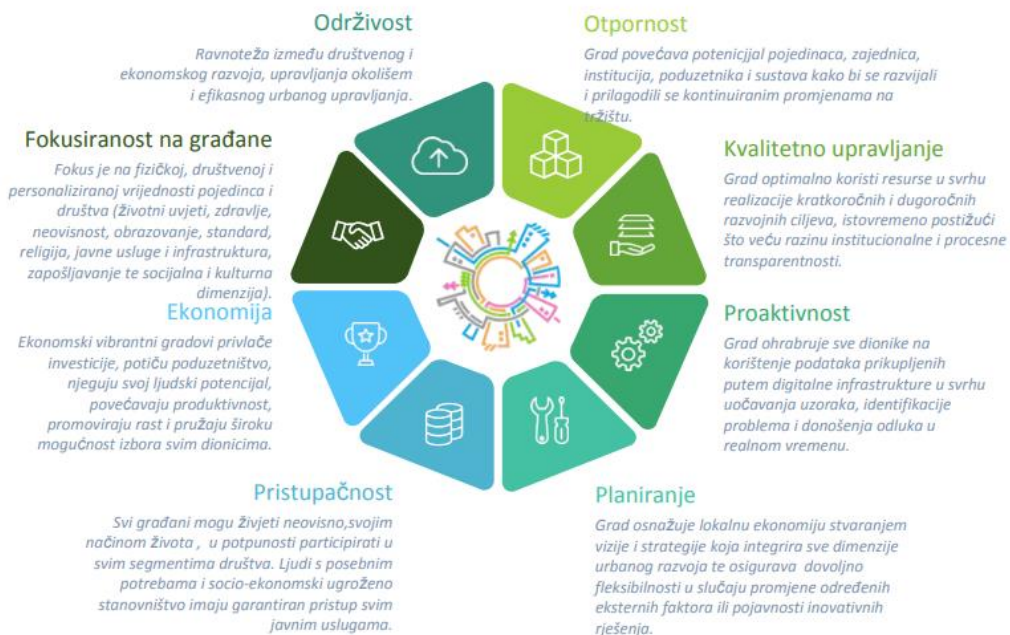 Održivost
Ravnoteža između društvenog i
ekonomskog razvoja, upravljanja okolišem
i efikasnog urbanog upravljanja.
Otpornost
Grad povećava potenicjjal pojedinaca, zajednica,
institucija, poduzetnika i sustava kako bi se razvijali
i prilagodili se kontinuiranim promjenama na
tržištu.
Fokusiranost na građane
Fokus je na fizičkoj, društvenoj i
personaliziranoj vrijednosti pojedinca i
društva (životni uvjeti, zdravlje,
neovisnost, obrazovanje, standard,
religija, javne usluge i infrastruktura,
zapošljavanje te socijalna i kulturna
dimenzija).
Kvalitetno upravljanje
Grad optimalno koristi resurse u svrhu
realizacije kratkoročnih i dugoročnih
razvojnih ciljeva, istovremeno postižući
što veću razinu institucionalne i procesne
transparentnosti.
Ekonomija
Ekonomski vibrantni gradovi privlače
investicije, potiču poduzetništvo,
njeguju svoj ljudski potencijal,
povećavaju produktivnost,
promoviraju rast i pružaju široku
mogućnost izbora svim dionicima.
Proaktivnost
Grad ohrabruje sve dionike na
korištenje podataka prikupljenih
putem digitalne infrastrukture u svrhu
uočavanja uzoraka, identifikacije
problema i donošenja odluka u
realnom vremenu.
Pristupačnost
Svi građani mogu živjeti neovisno,svojim
načinom života , u potpunosti participirati u
svim segmentima društva. Ljudi s posebnim
potrebama i socio-ekonomski ugroženo
stanovništvo imaju garantiran pristup svim
javnim uslugama.
Planiranje
Grad osnažuje lokalnu ekonomiju stvaranjem
vizije i strategije koja integrira sve dimenzije
urbanog razvoja te osigurava dovoljno
fleksibilnosti u slučaju promjene određenih
eksternih faktora ili pojavnosti inovativnih
rješenja.